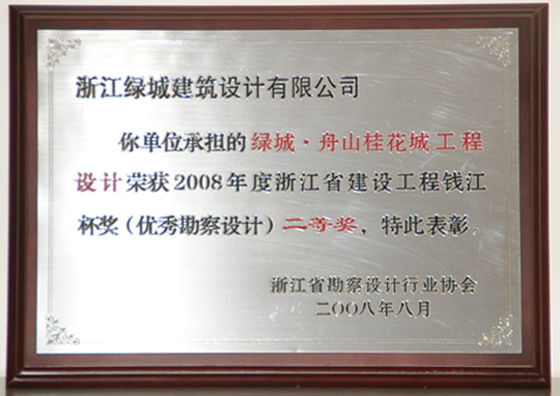 浙江绿城建筑设计有限公司
你单位承担的绿城·舟山桂花城工程
设计荣获2008年度浙江省建设工程钱江
杯奖(优秀勘察设计)二等奖,特此表彰。
浙江省勘察设计行业协会
二〇〇八年八月